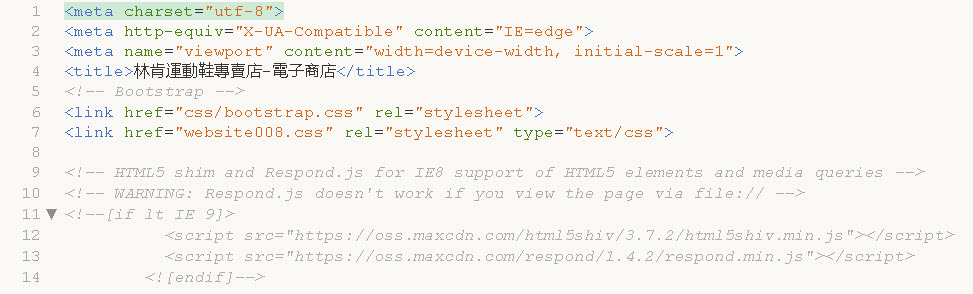 1 <meta charset="utf-8">
2 <meta http-equiv="X-UA-Compatible" content="IE=edge">
3 <meta name="viewport" content="width=device-width, initial-scale=1">
4 <title>林肯運動鞋專賣店-電子商店</title>
5 <!-- Bootstrap -->
6 <link href="css/bootstrap.css" rel="stylesheet">
7 <link href="website008.css" rel="stylesheet" type="text/css">
8
9 <!-- HTML5 shim and Respond.js for IE8 support of HTML5 elements and media queries -->
10 <!-- WARNING: Respond.js doesn't work if you view the page via file:// -->
11 <!--[if lt IE 9]>
12 <script src="https://oss.maxcdn.com/html5shiv/3.7.2/html5shiv.min.js"></script>
13 <script src="https://oss.maxcdn.com/respond/1.4.2/respond.min.js"></script>
14 <![endif]-->